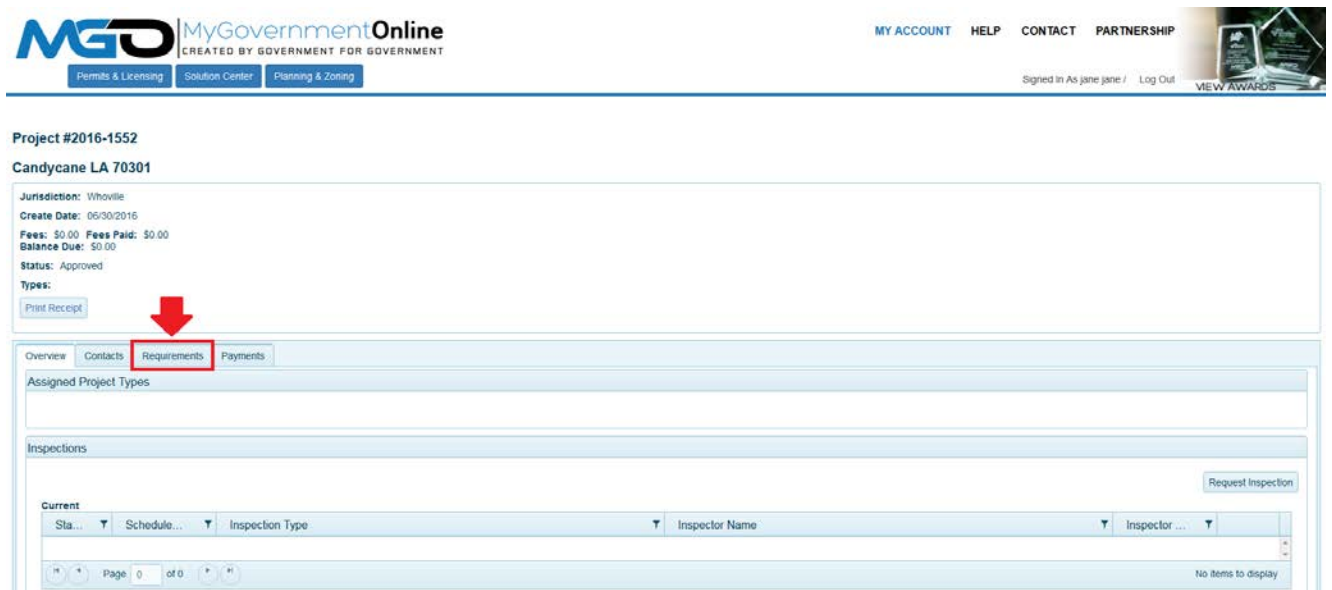 MGO MyGovernmentOnline
CREATED BY GOVERNMENT FOR GOVERNMENT
MY ACCOUNT HELP CONTACT PARTNERSHIP
Permits & Licensing Solution Center Planning & Zoning
Signed In As jane jane / Log Out
VIEW AWARDS
Project #2016-1552
Candycane LA 70301
Jurisdiction: Whoville
Create Date: 06/30/2016
Fees: $0.00 Fees Paid: $0.00
Balance Due: $0.00
Status: Approved
Types:
Print Receipt
Overview Contacts Requirements Payments
Assigned Project Types
Inspections
Request Inspection
Current
Sta... Schedule... Inspection Type Inspector Name Inspector ...
Page 0 of 0 No items to display